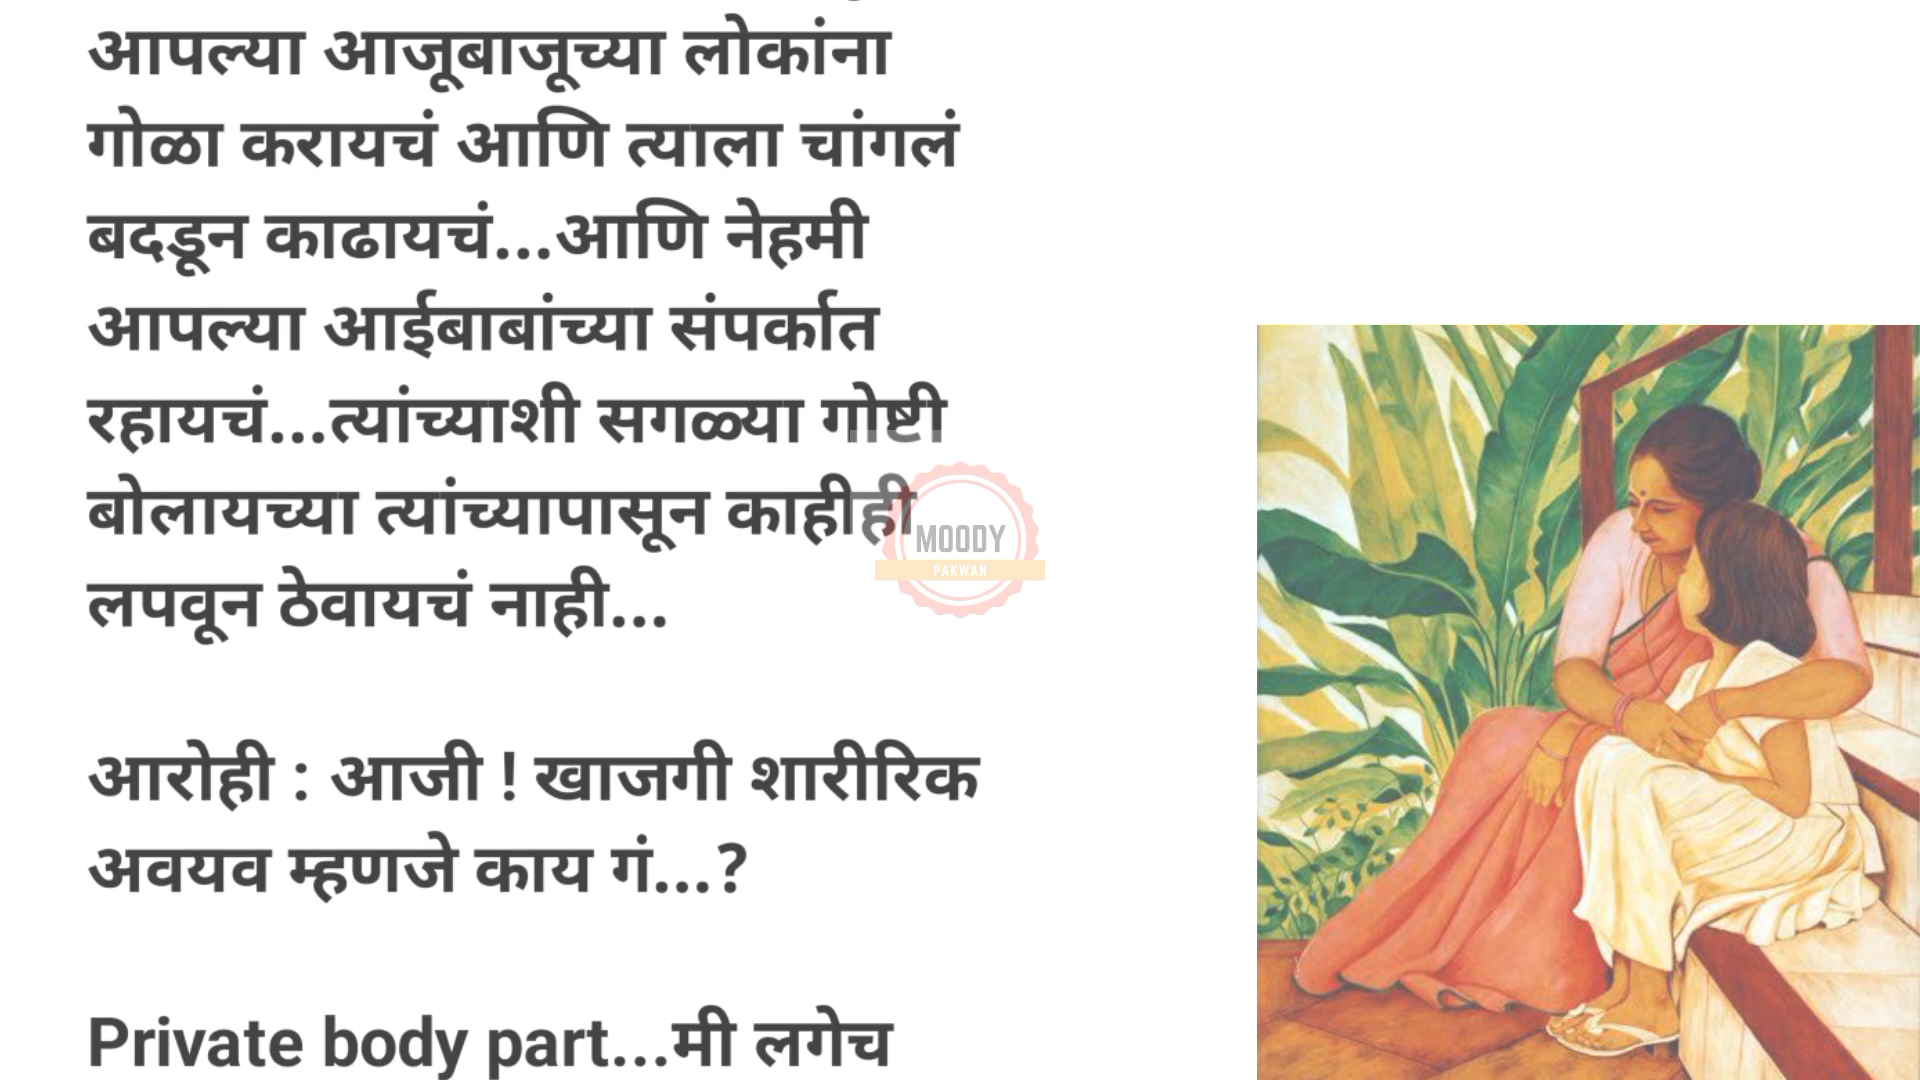 आपल्या आजूबाजूच्या लोकांना
गोळा करायचं आणि त्याला चांगलं
बदडून काढायचं...आणि नेहमी
आपल्या आईबाबांच्या संपर्कात
रहायचं...त्यांच्याशी सगळ्या गोष्टी
बोलायच्या त्यांच्यापासून काहीही
लपवून ठेवायचं नाही...
MOODY
PAKWAN
आरोही : आजी ! खाजगी शारीरिक
अवयव म्हणजे काय गं...?
Private body part...मी लगेच